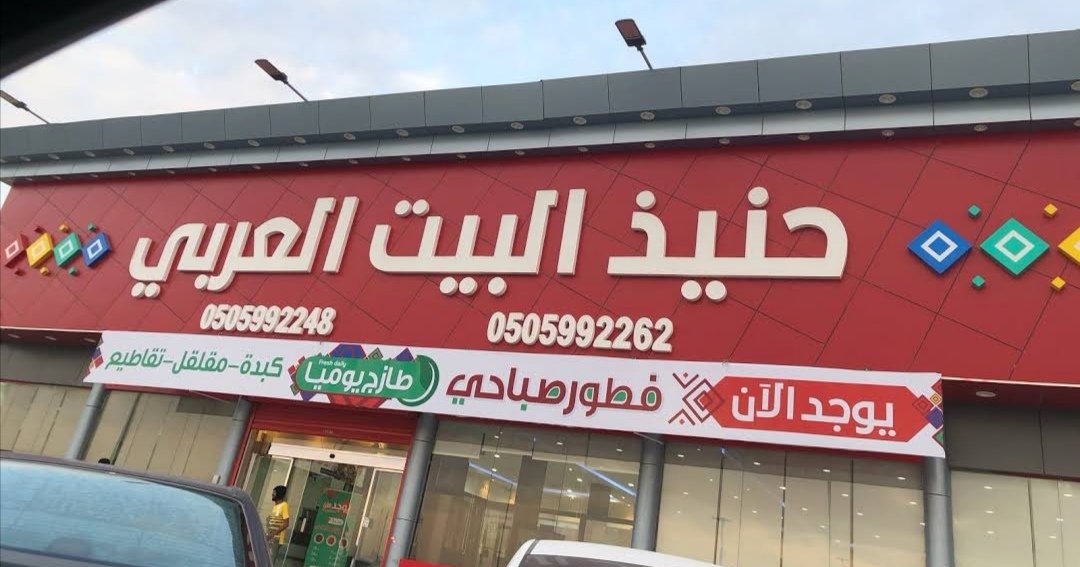 حنيذ البيت العربي
0505992262 0505992248
يوجد الآن فطور صباحي طازج يوميا Fresh daily كبدة-مقلقل-تقاطيع